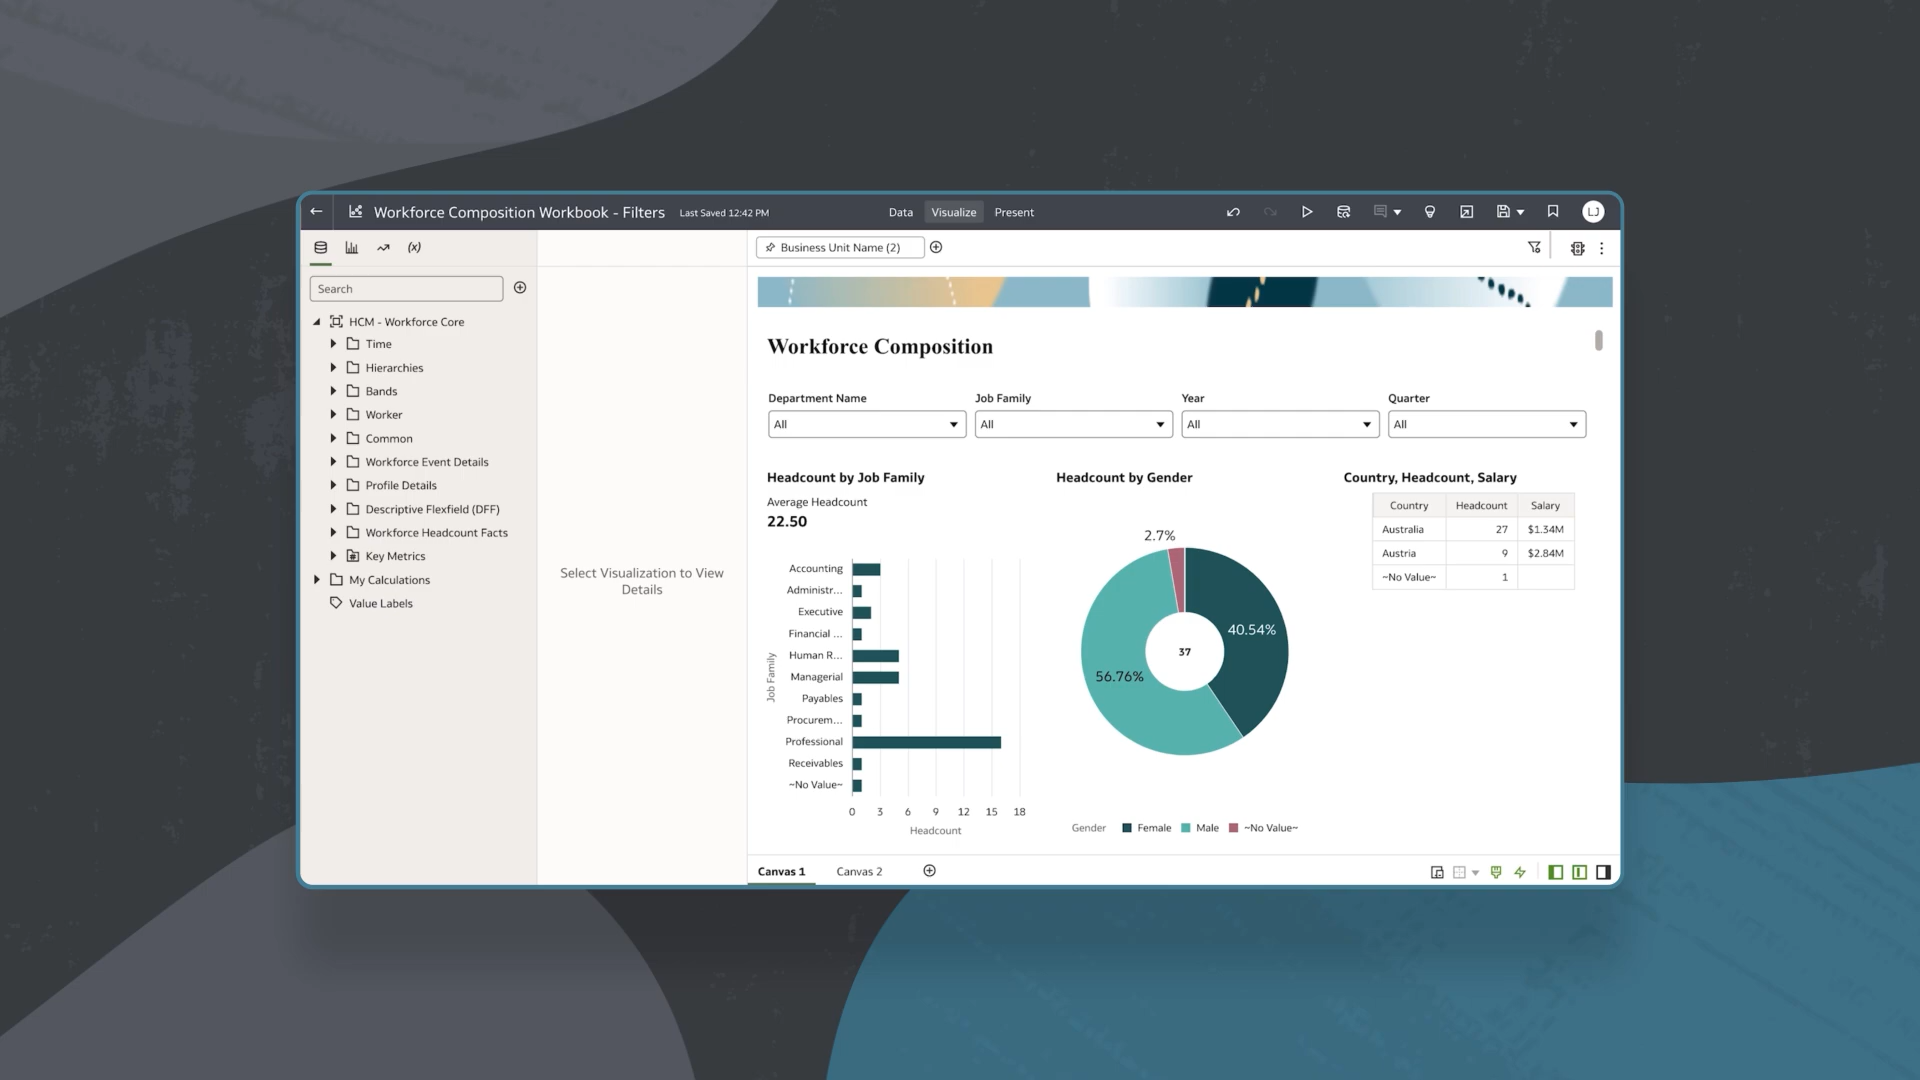 Workforce Composition Workbook - Filters
Last Saved 12:42 PM
Data
Visualize
Present
LJ
(x)
Business Unit Name (2)
Search
HCM - Workforce Core
Time
Hierarchies
Bands
Worker
Common
Workforce Event Details
Profile Details
Descriptive Flexfield (DFF)
Workforce Headcount Facts
Key Metrics
My Calculations
Value Labels
Select Visualization to View
Details
Workforce Composition
Department Name
All
Job Family
All
Year
All
Quarter
All
Headcount by Job Family
Average Headcount
22.50
Job Family
Accounting
Administr...
Executive
Financial ...
Human R...
Managerial
Payables
Procurem...
Professional
Receivables
~No Value~
0 3 6 9 12 15 18
Headcount
Headcount by Gender
2.7%
40.54%
56.76%
37
Gender Female Male ~No Value~
Country, Headcount, Salary
Country Headcount Salary
Australia 27 $1.34M
Austria 9 $2.84M
~No Value~ 1
Canvas 1
Canvas 2